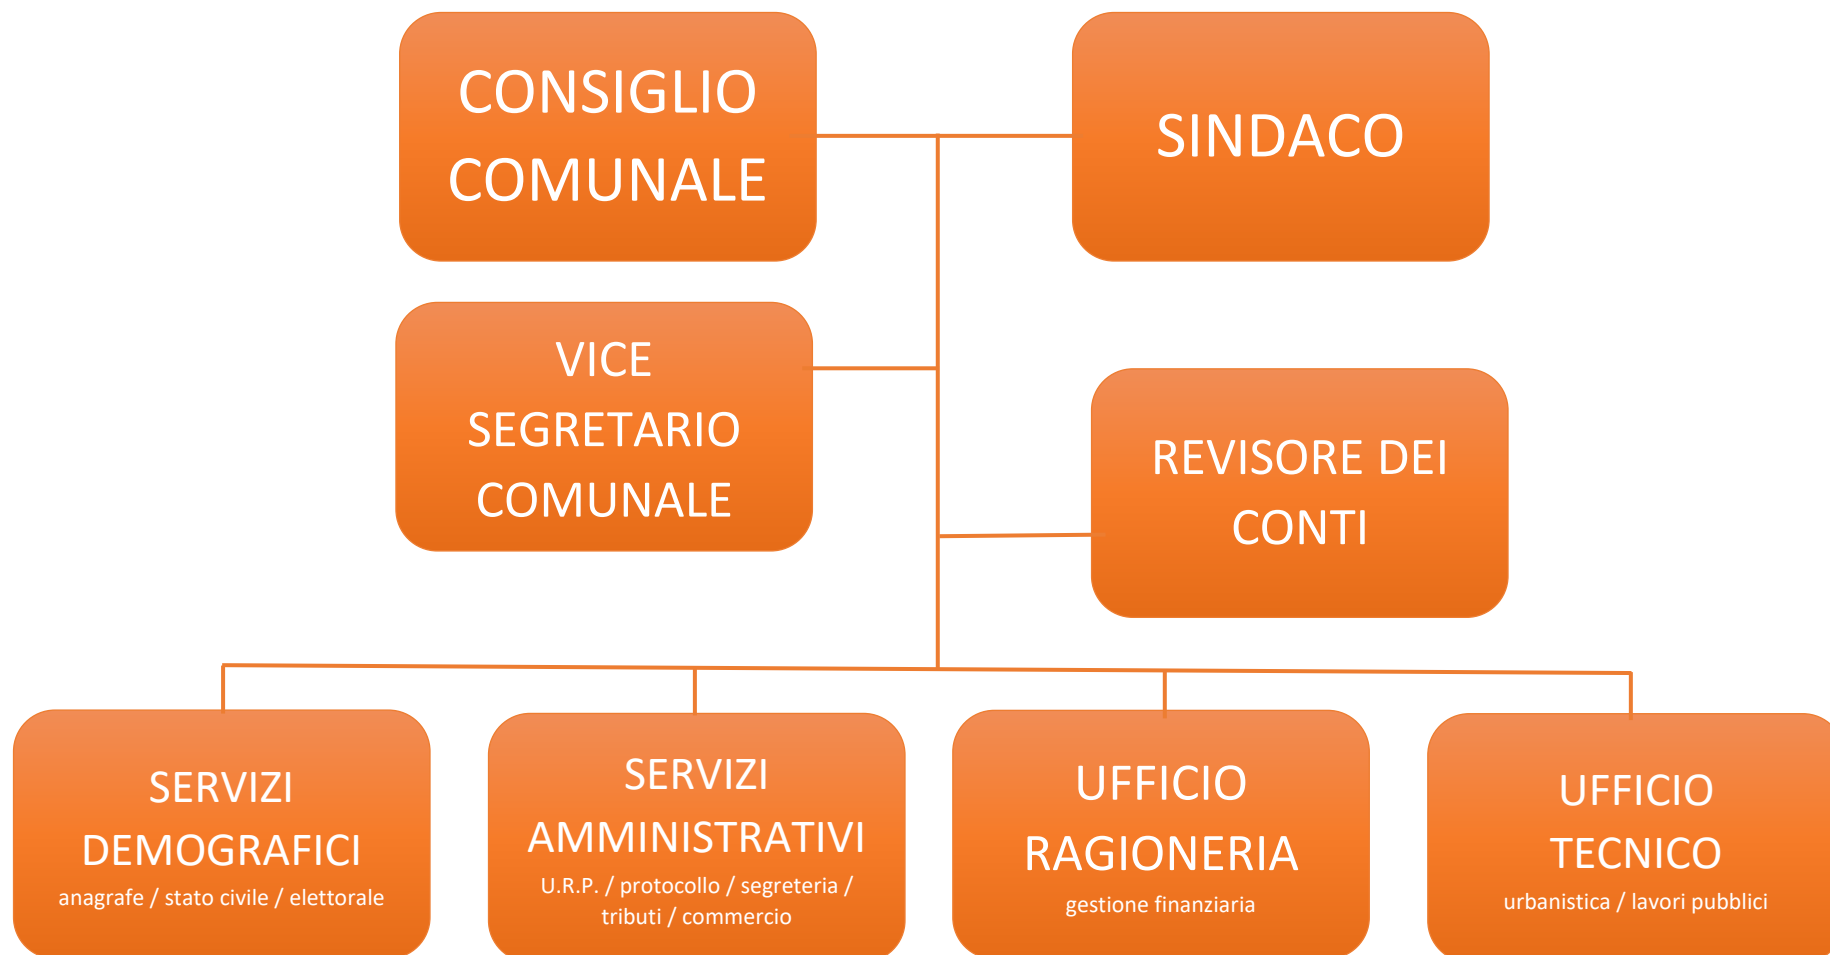 CONSIGLIO
COMUNALE
SINDACO
VICE
SEGRETARIO
COMUNALE
REVISORE DEI
CONTI
SERVIZI
DEMOGRAFICI
anagrafe / stato civile / elettorale
SERVIZI
AMMINISTRATIVI
U.R.P. / protocollo / segreteria /
tributi / commercio
UFFICIO
RAGIONERIA
gestione finanziaria
UFFICIO
TECNICO
urbanistica / lavori pubblici